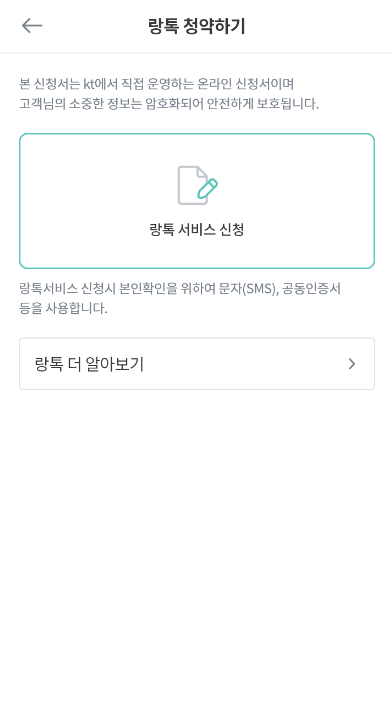 랑톡 청약하기
본 신청서는 kt에서 직접 운영하는 온라인 신청서이며
고객님의 소중한 정보는 암호화되어 안전하게 보호됩니다.
랑톡 서비스 신청
랑톡서비스 신청시 본인확인을 위하여 문자(SMS), 공동인증서
등을 사용합니다.
랑톡 더 알아보기